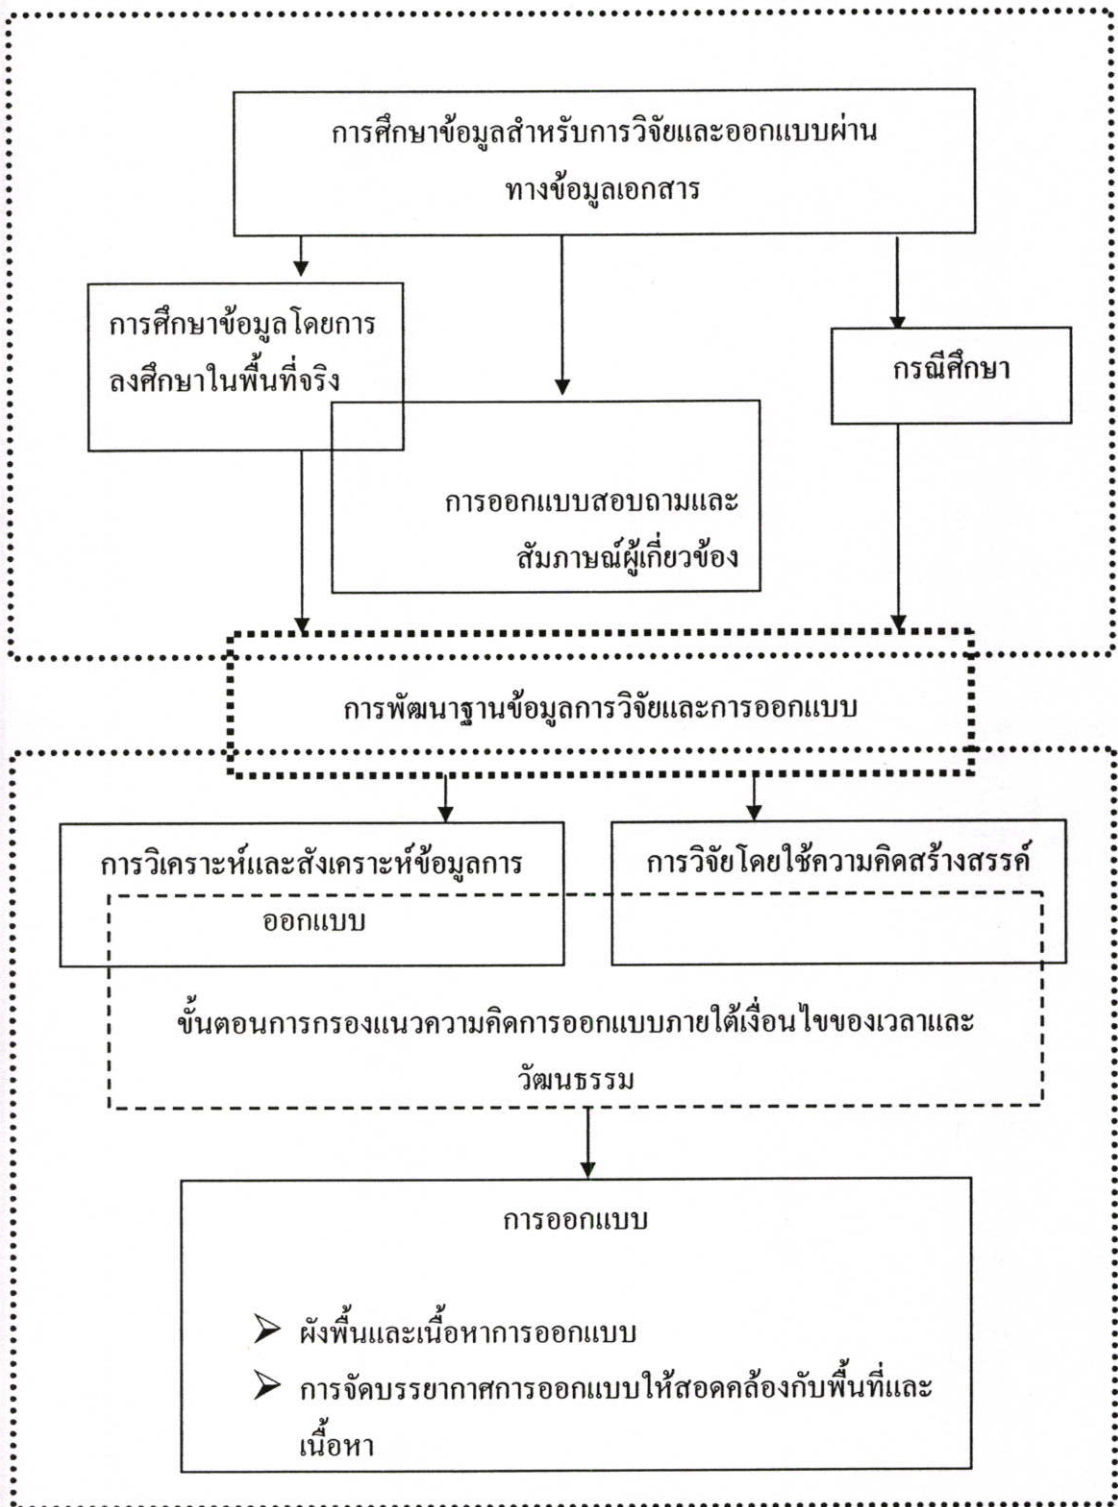 การศึกษาข้อมูลสำหรับการวิจัยและออกแบบผ่าน
ทางข้อมูลเอกสาร
การศึกษาข้อมูลโดยการ
ลงศึกษาในพื้นที่จริง
กรณีศึกษา
การออกแบบสอบถามและ
สัมภาษณ์ผู้เกี่ยวข้อง
การพัฒนาฐานข้อมูลการวิจัยและการออกแบบ
การวิเคราะห์และสังเคราะห์ข้อมูลการ
ออกแบบ
การวิจัยโดยใช้ความคิดสร้างสรรค์
ขั้นตอนการกรองแนวความคิดการออกแบบภายใต้เงื่อนไขของเวลาและ
วัฒนธรรม
การออกแบบ
➢ ผังพื้นและเนื้อหาการออกแบบ
➢ การจัดบรรยากาศการออกแบบให้สอดคล้องกับพื้นที่และ
เนื้อหา